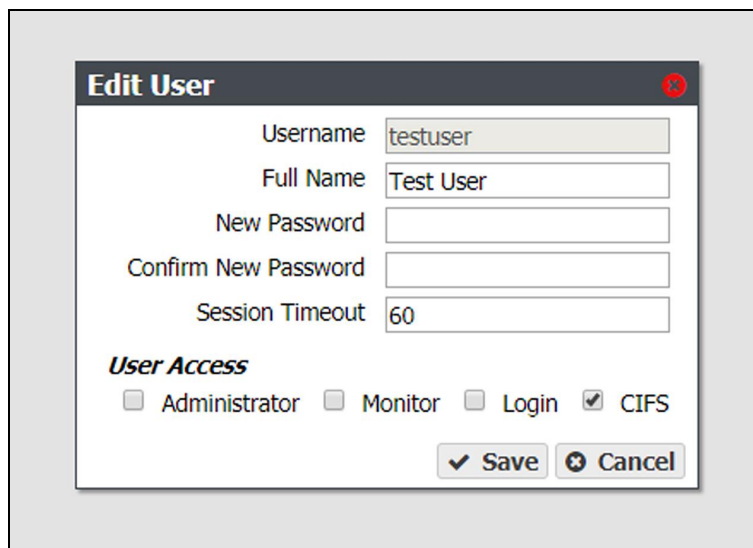 Edit User
Username testuser
Full Name Test User
New Password
Confirm New Password
Session Timeout 60
User Access
Administrator Monitor Login CIFS
Save Cancel